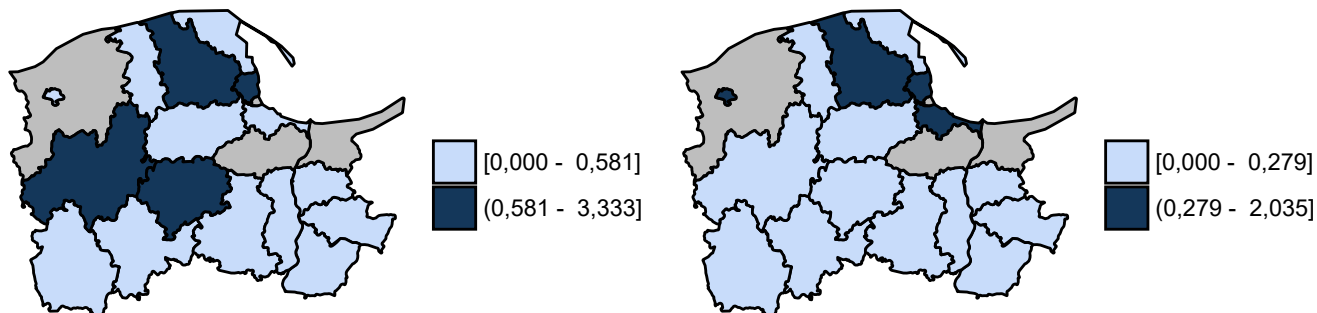 [0,000 - 0,581]
(0,581 - 3,333]
[0,000 - 0,279]
(0,279 - 2,035]